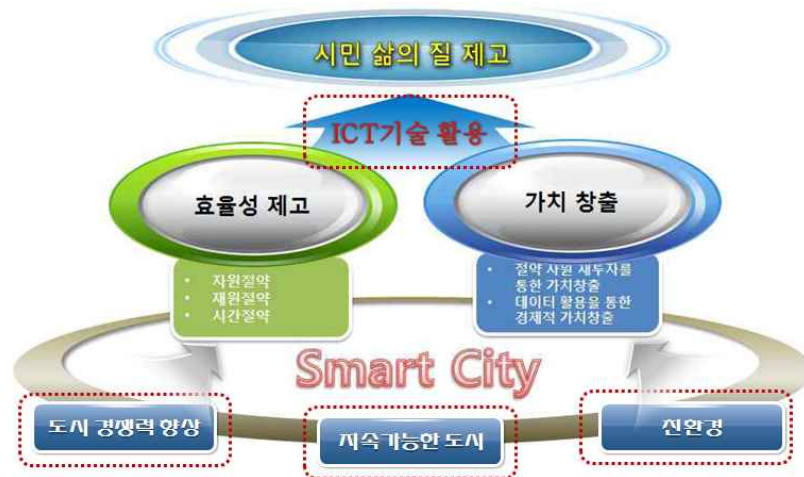 시민 삶의 질 제고
ICT기술 활용
효율성 제고
가치 창출
• 자원절약
• 재원절약
• 시간절약
• 절약 자원 재투자를
통한 가치창출
• 데이터 활용을 통한
경제적 가치창출
Smart City
도시 경쟁력 향상
지속가능한 도시
친환경